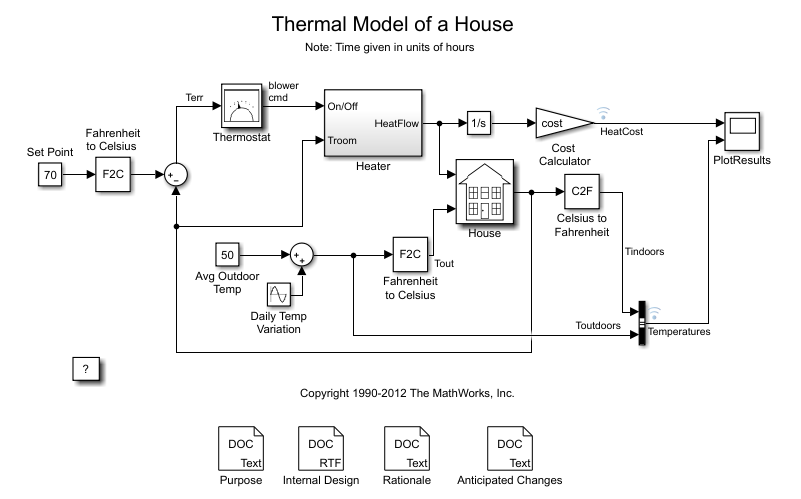 Thermal Model of a House
Note: Time given in units of hours
Terr
blower
cmd
On/Off
HeatFlow
Troom
Thermostat
Heater
1/s
cost
HeatCost
Cost
Calculator
PlotResults
Set Point
70
Fahrenheit
to Celsius
F2C
+
−
House
C2F
Celsius to
Fahrenheit
Tindoors
50
Avg Outdoor
Temp
+
+
Daily Temp
Variation
F2C
Fahrenheit
to Celsius
Tout
Toutdoors
Temperatures
?
Copyright 1990-2012 The MathWorks, Inc.
DOC
Text
Purpose
DOC
RTF
Internal Design
DOC
Text
Rationale
DOC
Text
Anticipated Changes